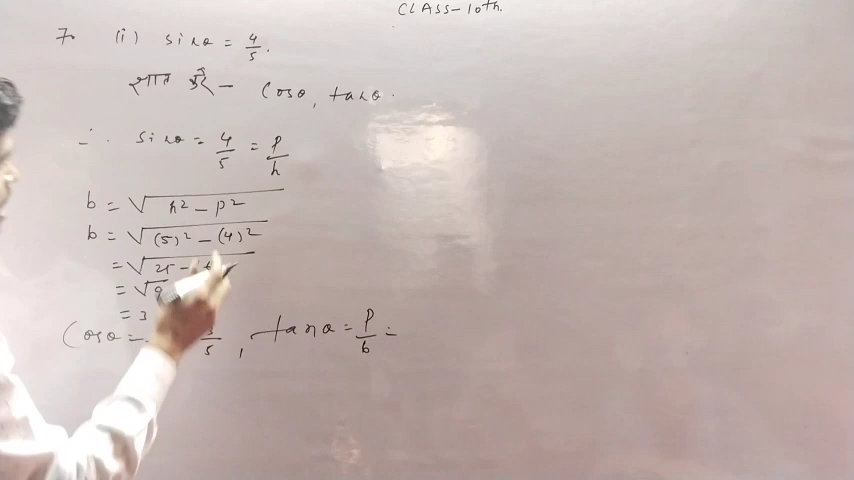 CLASS-10th.
7. (ii) sinθ = 4/5.
ज्ञात करें - Cosθ, tanθ.
∴ sinθ = 4/5 = p/h
b = √h² - p²
b = √(5)² - (4)²
= √25 -
= √9
= 3
Cosθ = /5, tanθ = p/b =